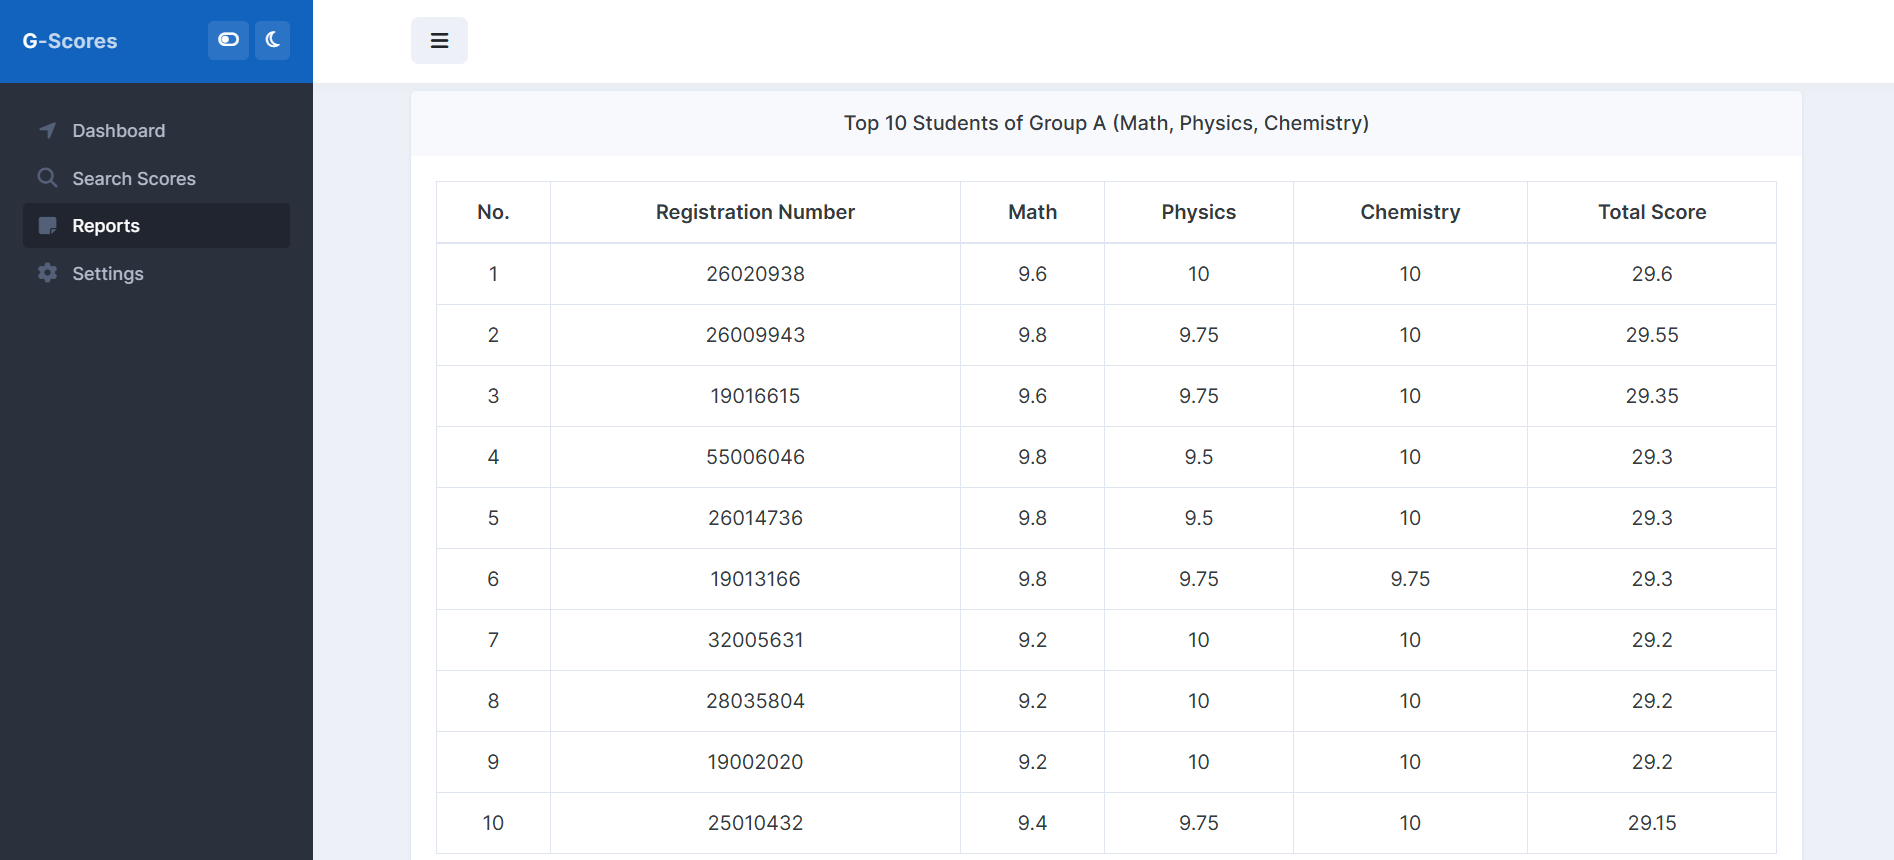 G-Scores
Dashboard
Search Scores
Reports
Settings
Top 10 Students of Group A (Math, Physics, Chemistry)
No. Registration Number Math Physics Chemistry Total Score
1 26020938 9.6 10 10 29.6
2 26009943 9.8 9.75 10 29.55
3 19016615 9.6 9.75 10 29.35
4 55006046 9.8 9.5 10 29.3
5 26014736 9.8 9.5 10 29.3
6 19013166 9.8 9.75 9.75 29.3
7 32005631 9.2 10 10 29.2
8 28035804 9.2 10 10 29.2
9 19002020 9.2 10 10 29.2
10 25010432 9.4 9.75 10 29.15